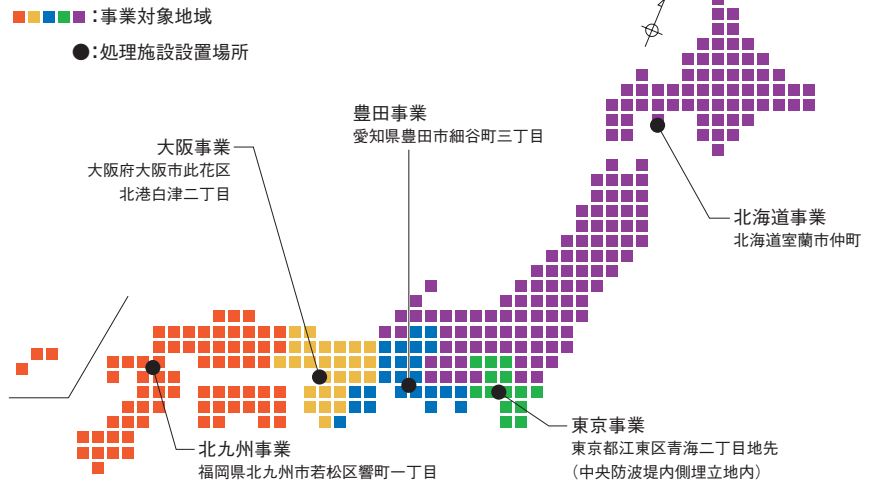 ：事業対象地域
：処理施設設置場所
豊田事業
愛知県豊田市細谷町三丁目
大阪事業
大阪府大阪市此花区
北港白津二丁目
北海道事業
北海道室蘭市仲町
東京事業
東京都江東区青海二丁目地先
（中央防波堤内側埋立地内）
北九州事業
福岡県北九州市若松区響町一丁目